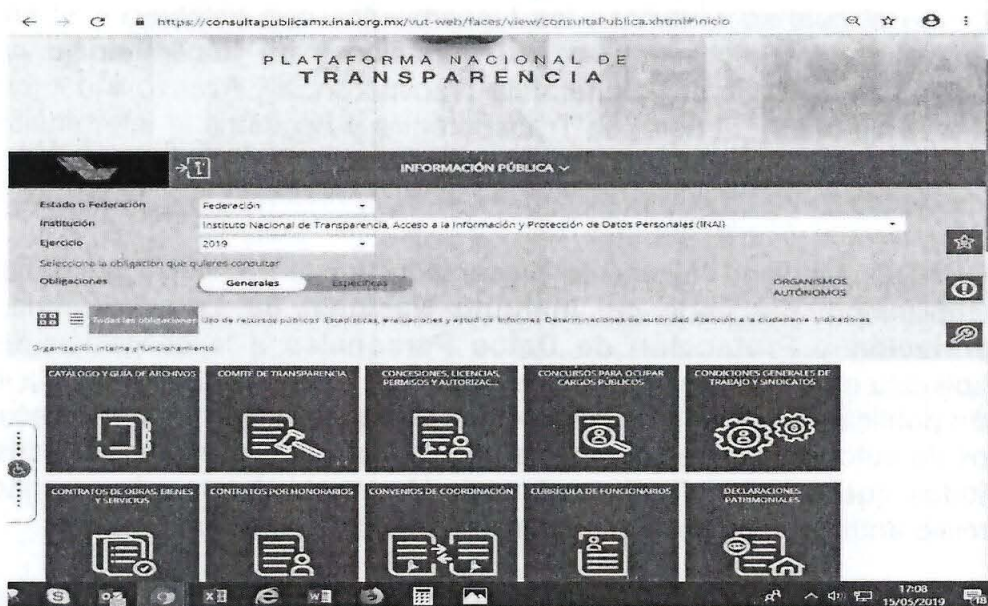 https://consultapublicamx.inai.org.mx/vut-web/faces/view/consultaPublica.xhtml#inicio
PLATAFORMA NACIONAL DE
TRANSPARENCIA
INFORMACIÓN PÚBLICA
Estado o Federación
Federación
Institución
Instituto Nacional de Transparencia, Acceso a la Información y Protección de Datos Personales (INAI)
Ejercicio
2019
Selecciona la obligación que quieres consultar
Obligaciones
Generales
Específicas
ORGANISMOS
AUTÓNOMOS
Todas las obligaciones
Uso de recursos públicos
Estadísticas, evaluaciones y estudios
Informes
Determinaciones de autoridad
Atención a la ciudadanía
Indicadores
Organización interna y funcionamiento
CATÁLOGO Y GUÍA DE ARCHIVOS
COMITÉ DE TRANSPARENCIA
CONCESIONES, LICENCIAS,
PERMISOS Y AUTORIZAC...
CONCURSOS PARA OCUPAR
CARGOS PÚBLICOS
CONDICIONES GENERALES DE
TRABAJO Y SINDICATOS
CONTRATOS DE OBRAS, BIENES
Y SERVICIOS
CONTRATOS POR HONORARIOS
CONVENIOS DE COORDINACIÓN
CURRÍCULA DE FUNCIONARIOS
DECLARACIONES
PATRIMONIALES
17:08
15/05/2019
18